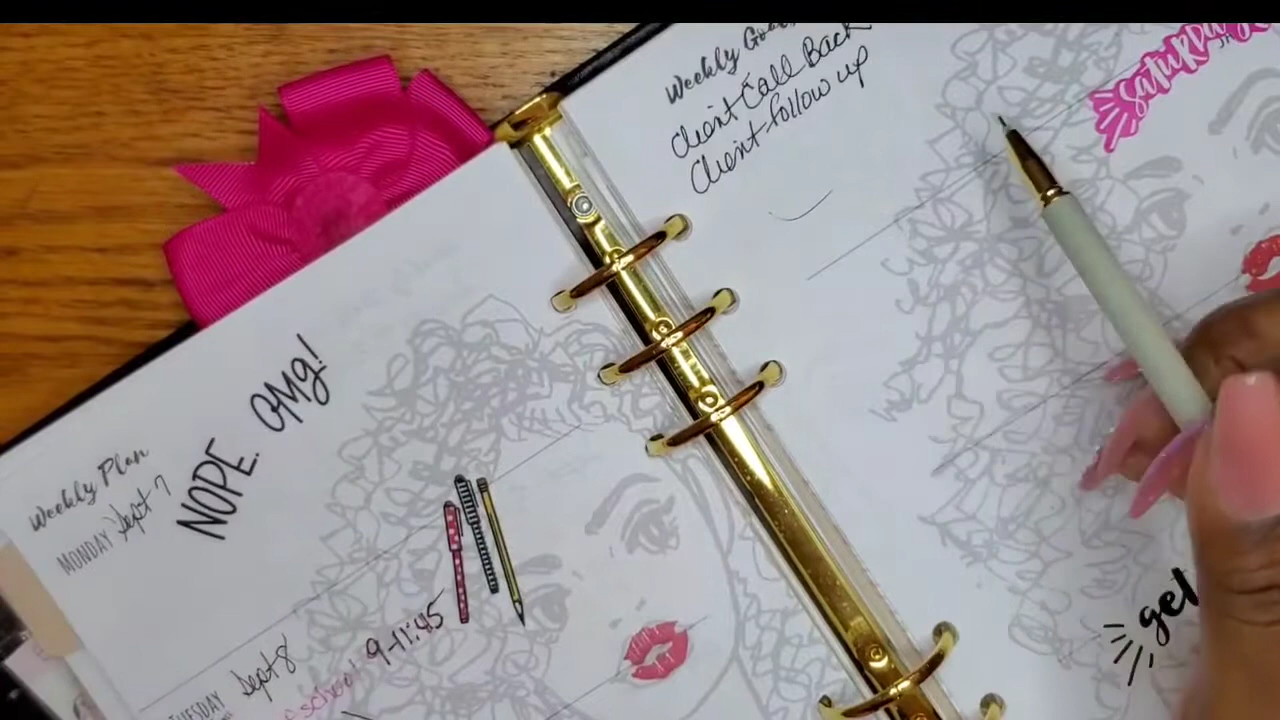 Weekly Plan
MONDAY Sept 7
NOPE. OMG!
TUESDAY Sept 8
school 9-11:45
Weekly Goals
Client Call Back
Client follow up
SATURDAY
get